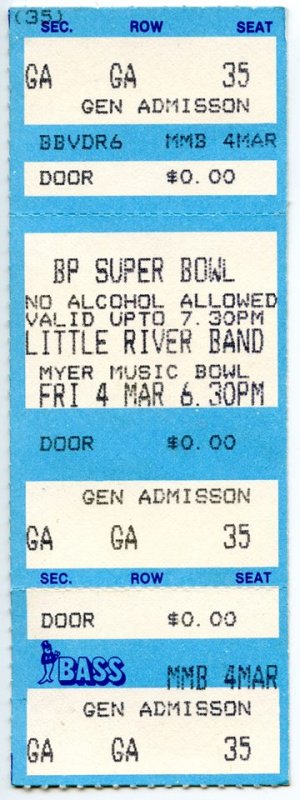 (35)
SEC. ROW SEAT
GA GA 35
GEN ADMISSON
BBVDR6 MMB 4MAR
DOOR $0.00
BP SUPER BOWL
NO ALCOHOL ALLOWED
VALID UPTO 7.30PM
LITTLE RIVER BAND
MYER MUSIC BOWL
FRI 4 MAR 6.30PM
DOOR $0.00
GEN ADMISSON
GA GA 35
SEC. ROW SEAT
DOOR $0.00
BASS MMB 4MAR
GEN ADMISSON
GA GA 35